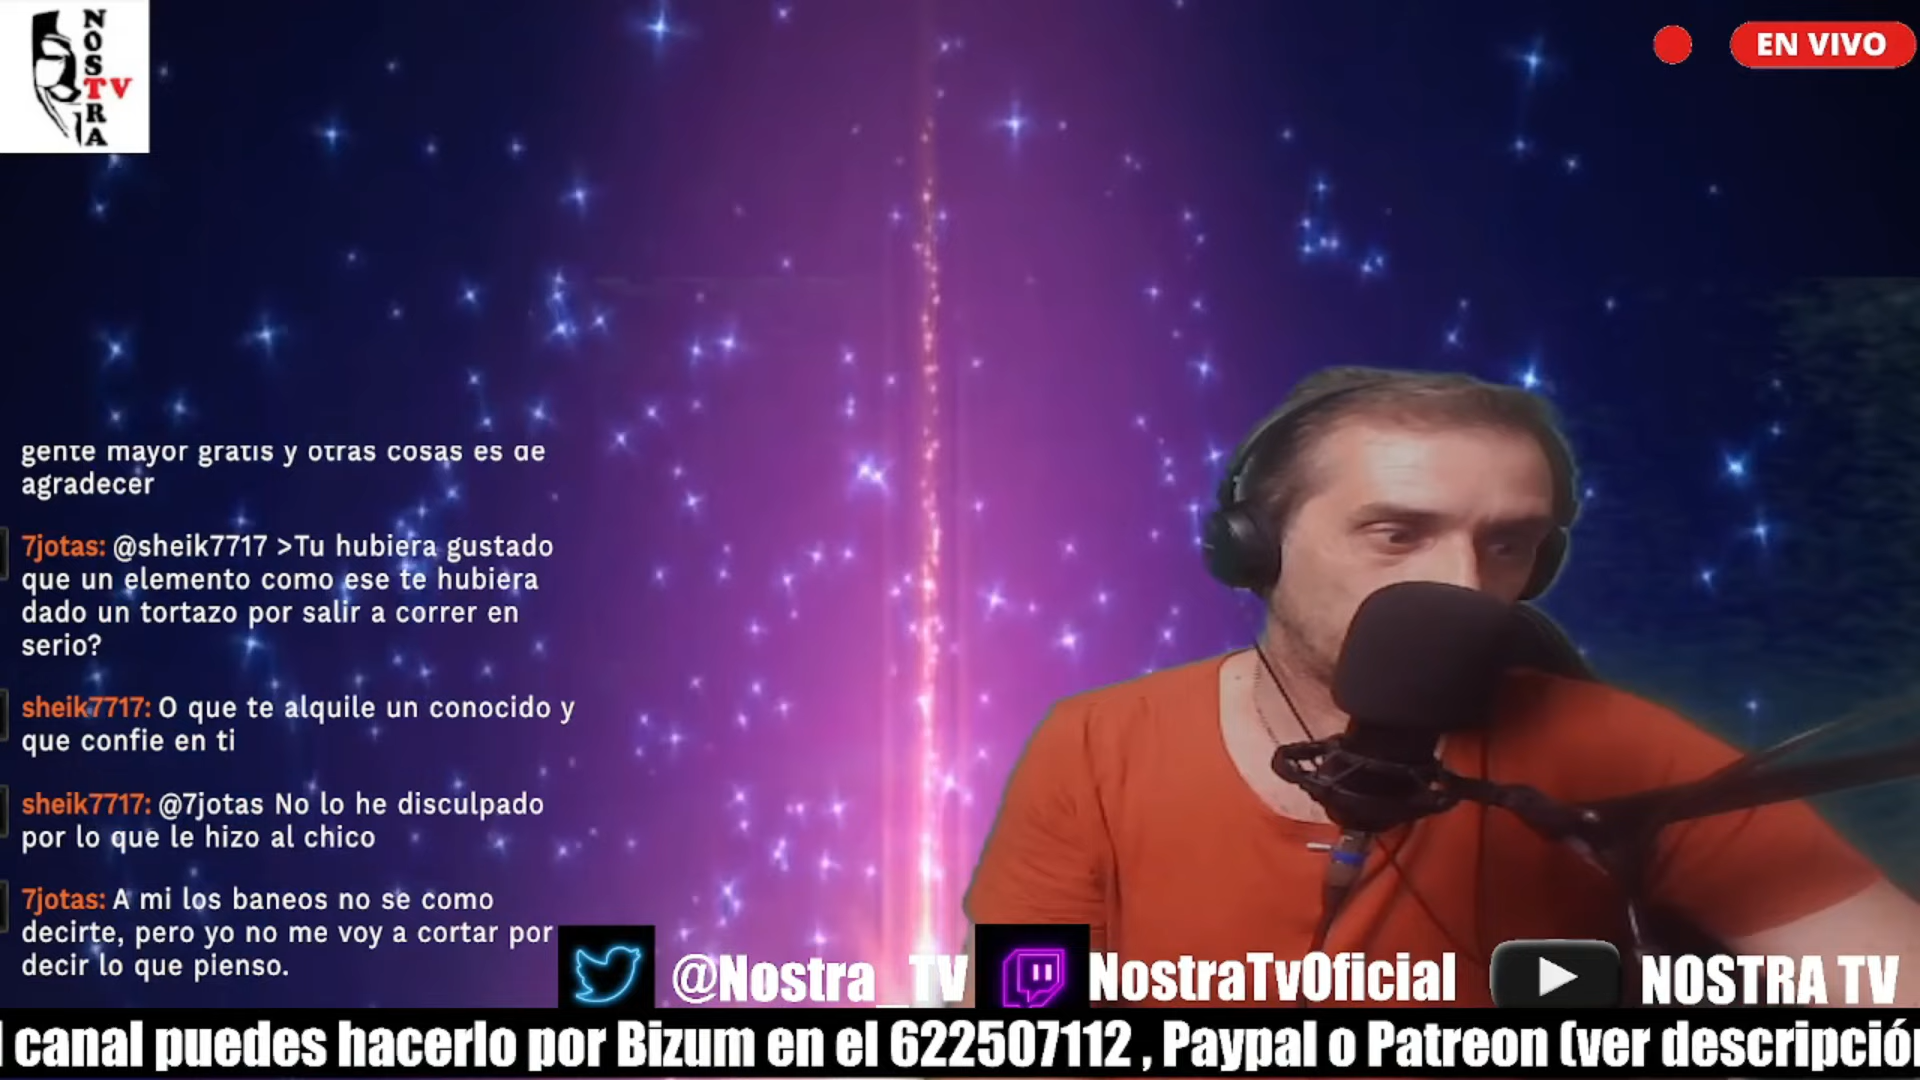 NOSTRA
TV
EN VIVO
gente mayor gratis y otras cosas es de
agradecer
7jotas: @sheik7717 >Tu hubiera gustado
que un elemento como ese te hubiera
dado un tortazo por salir a correr en
serio?
sheik7717: O que te alquile un conocido y
que confie en ti
sheik7717: @7jotas No lo he disculpado
por lo que le hizo al chico
7jotas: A mi los baneos no se como
decirte, pero yo no me voy a cortar por
decir lo que pienso.
@Nostra_TV NostraTvOficial NOSTRA TV
l canal puedes hacerlo por Bizum en el 622507112 , Paypal o Patreon (ver descripción